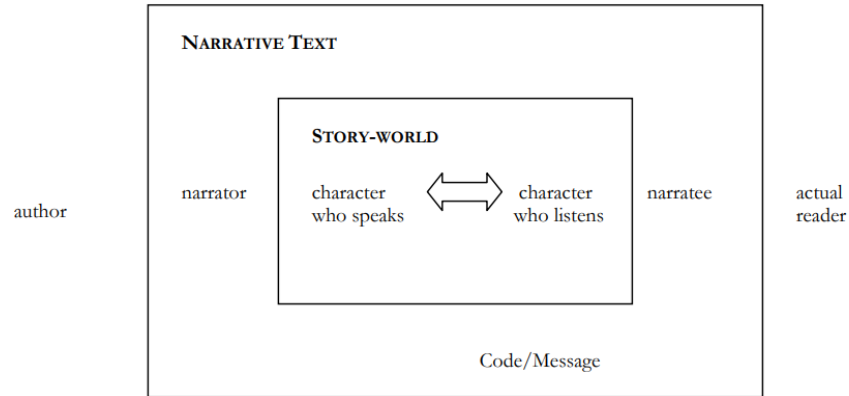 NARRATIVE TEXT
STORY-WORLD
author
narrator
character
who speaks
character
who listens
narratee
actual
reader
Code/Message